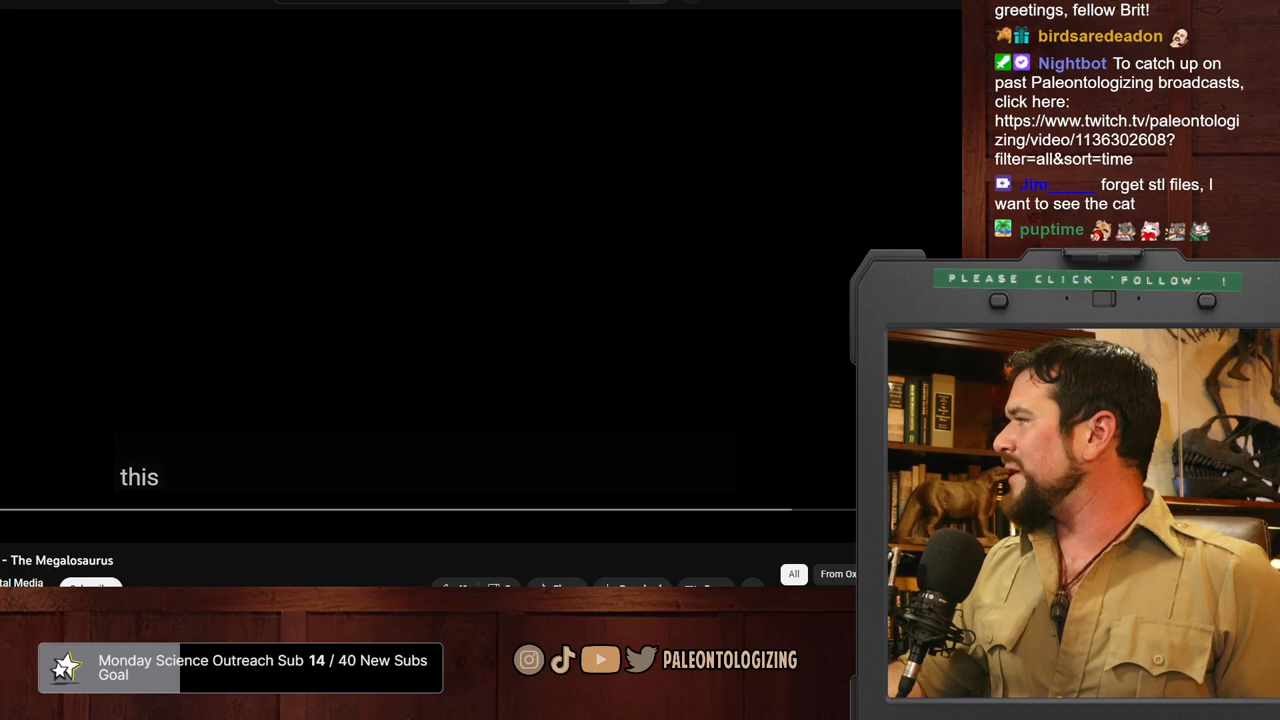 greetings, fellow Brit!
birdsaredeadon
Nightbot To catch up on
past Paleontologizing broadcasts,
click here:
https://www.twitch.tv/paleontologi
zing/video/1136302608?
filter=all&sort=time
Jim_____ forget stl files, I
want to see the cat
puptime
PLEASE CLICK 'FOLLOW' !
this
- The Megalosaurus
tal Media
All
From Ox
Monday Science Outreach Sub 14 / 40 New Subs
Goal
PALEONTOLOGIZING